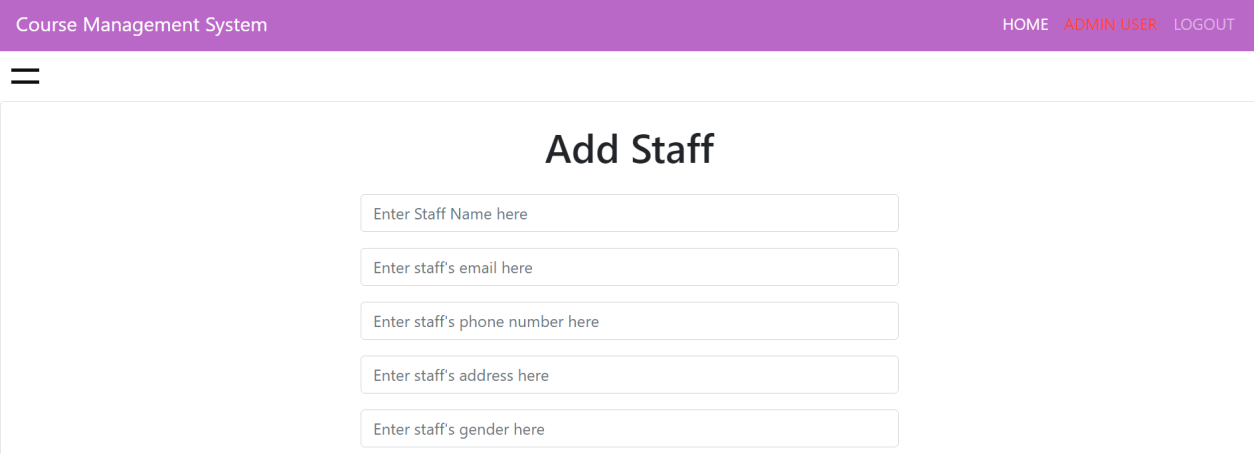 Course Management System
HOME ADMIN USER LOGOUT
Add Staff
Enter Staff Name here
Enter staff's email here
Enter staff's phone number here
Enter staff's address here
Enter staff's gender here